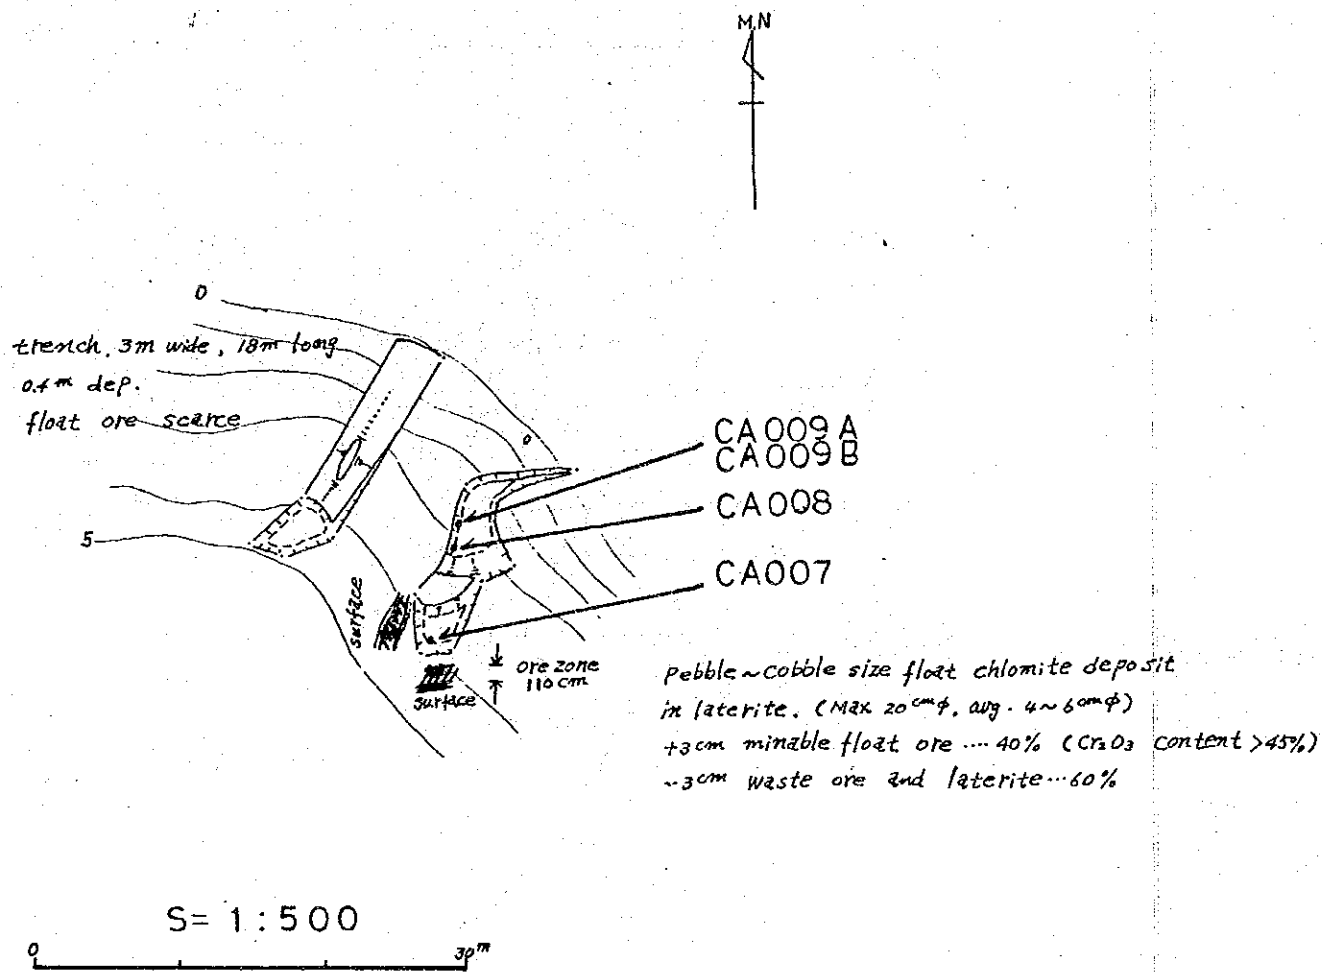 M.N
0
trench, 3m wide, 18m long
0.4m dep.
float ore scarce
0
CA009A
CA009B
CA008
5
CA007
surface
ore zone
110cm
surface
Pebble~cobble size float chlomite deposit
in laterite. (Max 20cmφ. avg. 4~6cmφ)
+3cm minable float ore .... 40% (Cr2O3 content >45%)
-3cm waste ore and laterite...60%
S= 1:500
0 30m